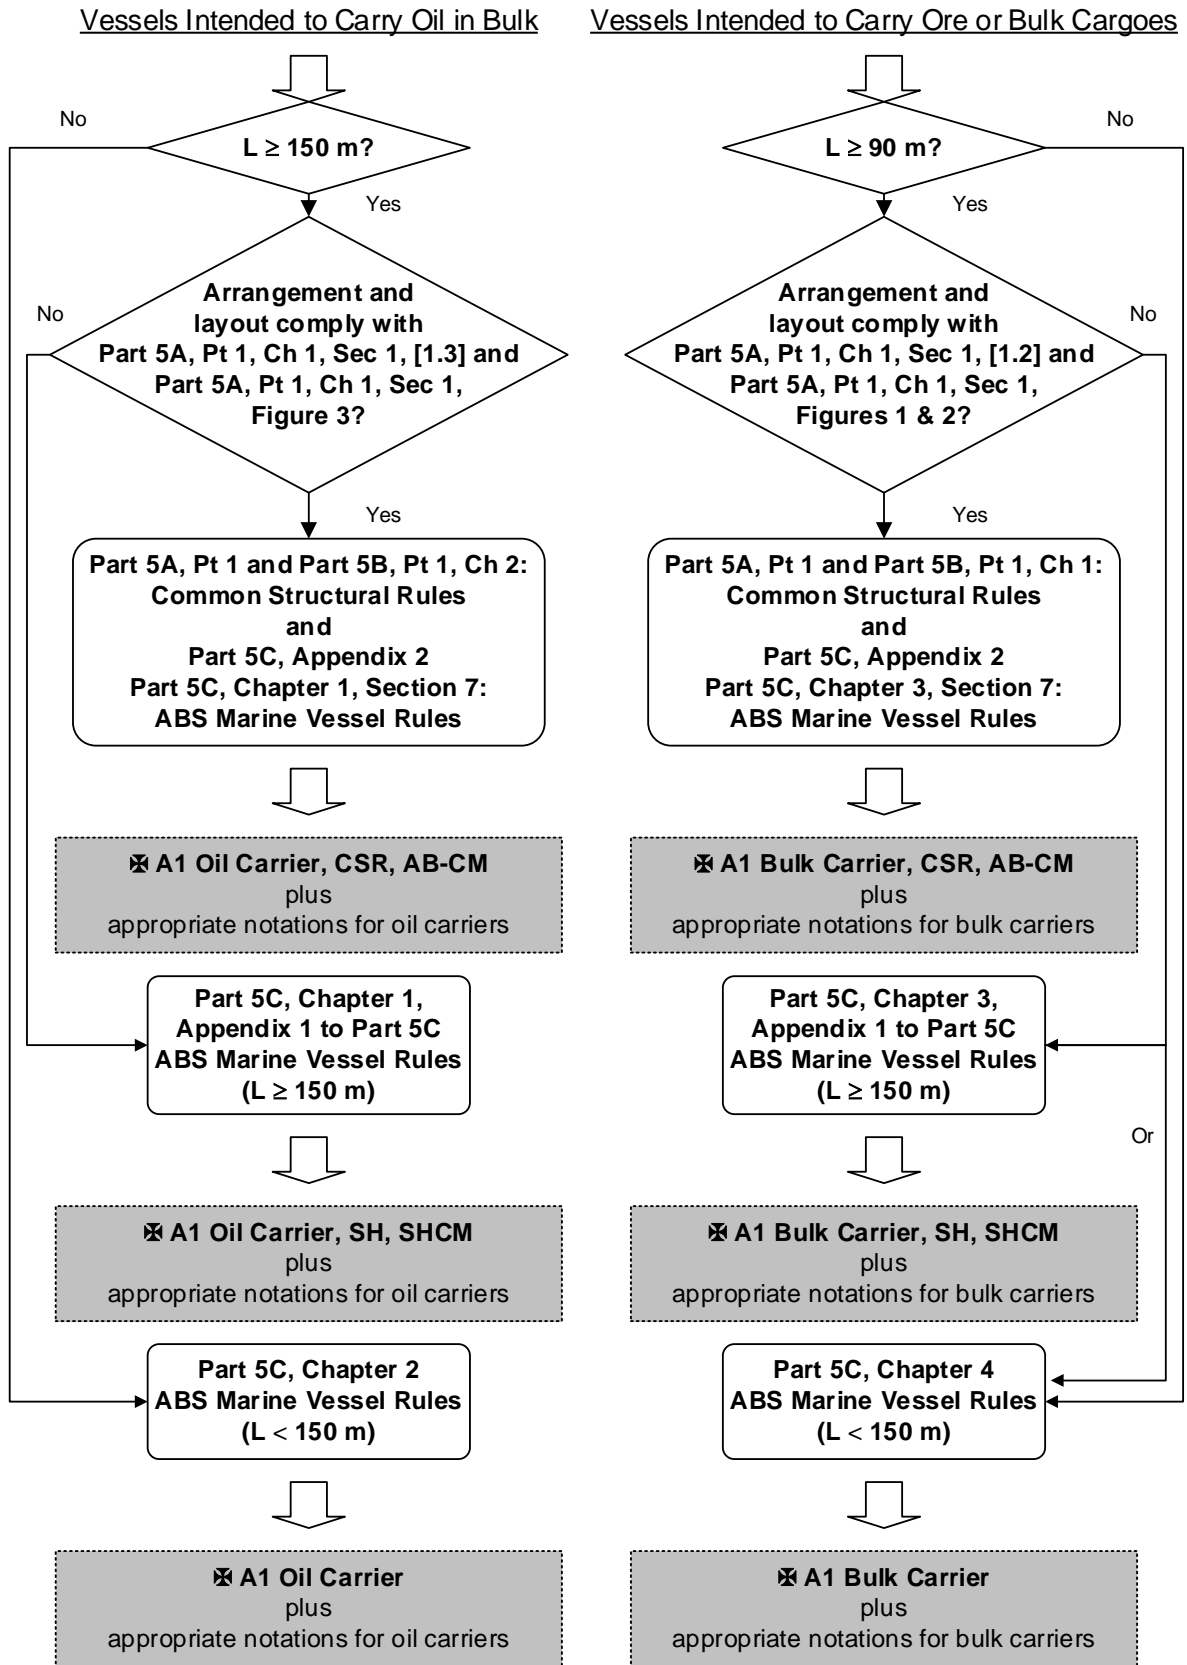 Vessels Intended to Carry Oil in Bulk
No
L ≥ 150 m?
Yes
No
Arrangement and
layout comply with
Part 5A, Pt 1, Ch 1, Sec 1, [1.3] and
Part 5A, Pt 1, Ch 1, Sec 1,
Figure 3?
Yes
Part 5A, Pt 1 and Part 5B, Pt 1, Ch 2:
Common Structural Rules
and
Part 5C, Appendix 2
Part 5C, Chapter 1, Section 7:
ABS Marine Vessel Rules
✠ A1 Oil Carrier, CSR, AB-CM
plus
appropriate notations for oil carriers
Part 5C, Chapter 1,
Appendix 1 to Part 5C
ABS Marine Vessel Rules
(L ≥ 150 m)
✠ A1 Oil Carrier, SH, SHCM
plus
appropriate notations for oil carriers
Part 5C, Chapter 2
ABS Marine Vessel Rules
(L < 150 m)
✠ A1 Oil Carrier
plus
appropriate notations for oil carriers
Vessels Intended to Carry Ore or Bulk Cargoes
L ≥ 90 m?
No
Yes
Arrangement and
layout comply with
Part 5A, Pt 1, Ch 1, Sec 1, [1.2] and
Part 5A, Pt 1, Ch 1, Sec 1,
Figures 1 & 2?
No
Yes
Part 5A, Pt 1 and Part 5B, Pt 1, Ch 1:
Common Structural Rules
and
Part 5C, Appendix 2
Part 5C, Chapter 3, Section 7:
ABS Marine Vessel Rules
✠ A1 Bulk Carrier, CSR, AB-CM
plus
appropriate notations for bulk carriers
Part 5C, Chapter 3,
Appendix 1 to Part 5C
ABS Marine Vessel Rules
(L ≥ 150 m)
Or
✠ A1 Bulk Carrier, SH, SHCM
plus
appropriate notations for bulk carriers
Part 5C, Chapter 4
ABS Marine Vessel Rules
(L < 150 m)
✠ A1 Bulk Carrier
plus
appropriate notations for bulk carriers